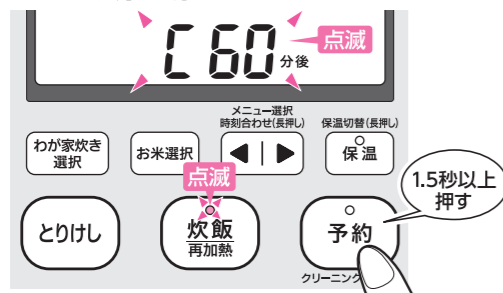 点滅
C 60 分後
メニュー選択
時刻合わせ(長押し)
保温切替(長押し)
わが家炊き
選択
お米選択
保温
点滅
1.5秒以上
押す
とりけし
炊飯
再加熱
予約
クリーニング